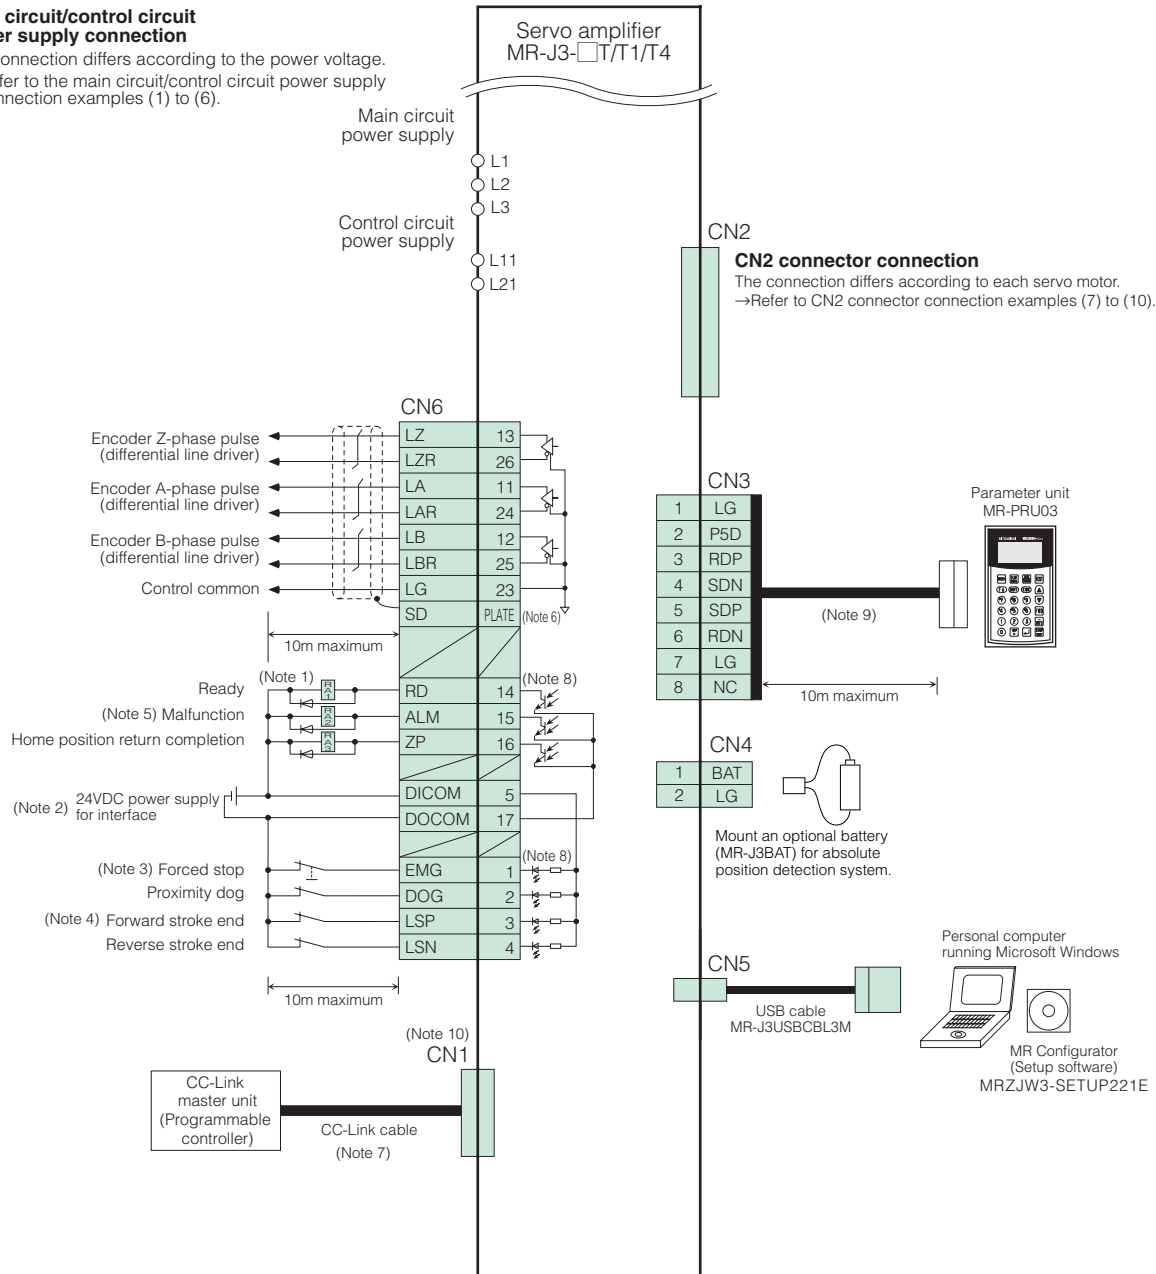 circuit/control circuit
er supply connection
onnection differs according to the power voltage.
fer to the main circuit/control circuit power supply
nnection examples (1) to (6).
Servo amplifier
MR-J3-□T/T1/T4
Main circuit
power supply
L1
L2
L3
Control circuit
power supply
L11
L21
CN2
CN2 connector connection
The connection differs according to each servo motor.
→Refer to CN2 connector connection examples (7) to (10).
CN6
Encoder Z-phase pulse
(differential line driver)
LZ 13
LZR 26
Encoder A-phase pulse
(differential line driver)
LA 11
LAR 24
Encoder B-phase pulse
(differential line driver)
LB 12
LBR 25
Control common
LG 23
SD PLATE (Note 6)
10m maximum
(Note 1)
(Note 8)
Ready RA1 RD 14
(Note 5) Malfunction RA2 ALM 15
Home position return completion RA3 ZP 16
(Note 2) 24VDC power supply
for interface
DICOM 5
DOCOM 17
(Note 8)
(Note 3) Forced stop EMG 1
Proximity dog DOG 2
(Note 4) Forward stroke end LSP 3
Reverse stroke end LSN 4
10m maximum
(Note 10)
CN1
CC-Link
master unit
(Programmable
controller)
CC-Link cable
(Note 7)
CN3
1 LG
2 P5D
3 RDP
4 SDN
5 SDP
6 RDN
7 LG
8 NC
(Note 9)
10m maximum
Parameter unit
MR-PRU03
CN4
1 BAT
2 LG
Mount an optional battery
(MR-J3BAT) for absolute
position detection system.
CN5
USB cable
MR-J3USBCBL3M
Personal computer
running Microsoft Windows
MR Configurator
(Setup software)
MRZJW3-SETUP221E